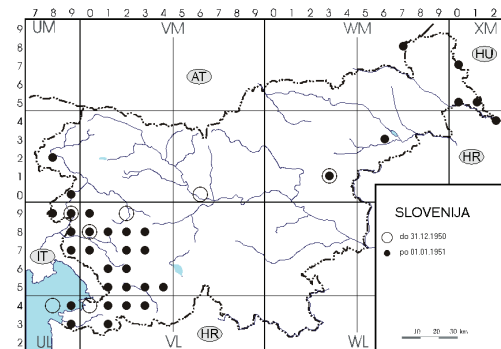 7 8 9 0 1 2 3 4 5 6 7 8 9 0 1 2 3 4 5 6 7 8 9 0 1 2
9 UM VM WM XM
8 HU
7 AT
6
5
4
3 HR
2
1
0
9 SLOVENIJA
8 do 31.12.1950
7 IT po 01.01.1951
6
5
4
3 HR 10 20 30 km
2 UL VL WL